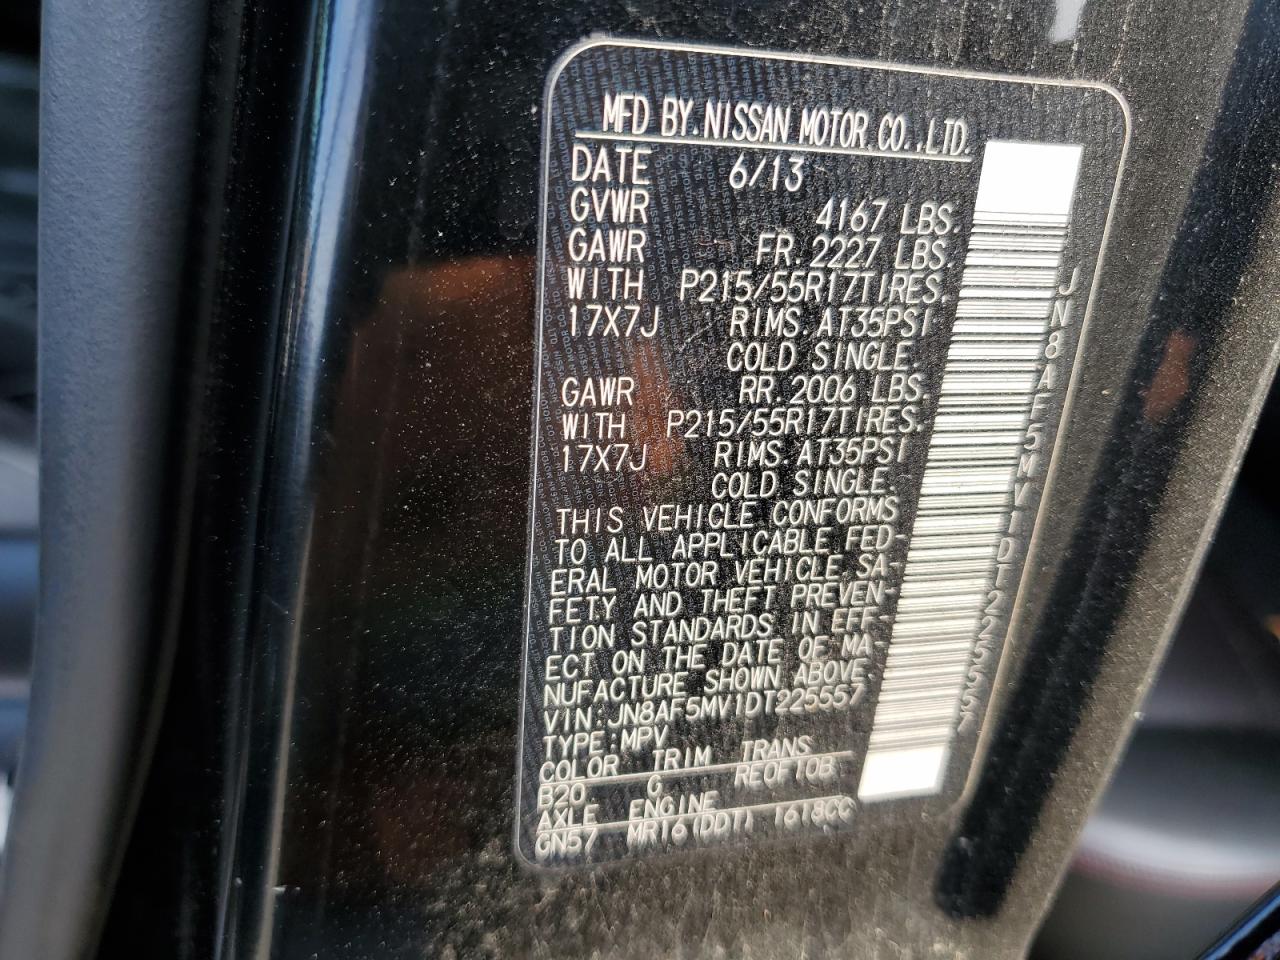 MFD BY NISSAN MOTOR CO.,LTD.
DATE 6/13
GVWR 4167 LBS.
GAWR FR. 2227 LBS.
WITH P215/55R17TIRES.
17X7J RIMS AT35PSI
COLD SINGLE.
GAWR RR. 2006 LBS.
WITH P215/55R17TIRES.
17X7J RIMS AT35PSI
COLD SINGLE.
THIS VEHICLE CONFORMS
TO ALL APPLICABLE FED-
ERAL MOTOR VEHICLE SA-
FETY AND THEFT PREVEN-
TION STANDARDS IN EFF-
ECT ON THE DATE OF MA-
NUFACTURE SHOWN ABOVE.
VIN:JN8AF5MV1DT225557
TYPE:MPV
COLOR TRIM TRANS
B20 G RE0F10B
AXLE ENGINE
GN57 MR16(DDT) 1618CC
JN8AF5MV1DT225557